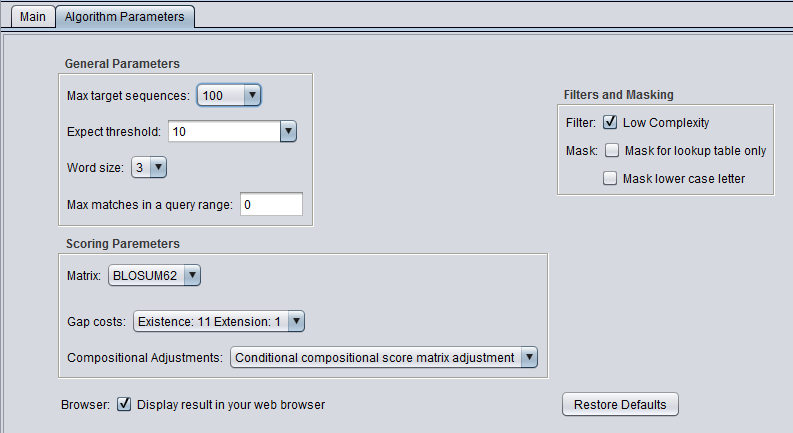 Main Algorithm Parameters
General Parameters
Max target sequences: 100
Expect threshold: 10
Word size: 3
Max matches in a query range: 0
Filters and Masking
Filter: Low Complexity
Mask: Mask for lookup table only
Mask lower case letter
Scoring Paremeters
Matrix: BLOSUM62
Gap costs: Existence: 11 Extension: 1
Compositional Adjustments: Conditional compositional score matrix adjustment
Browser: Display result in your web browser
Restore Defaults